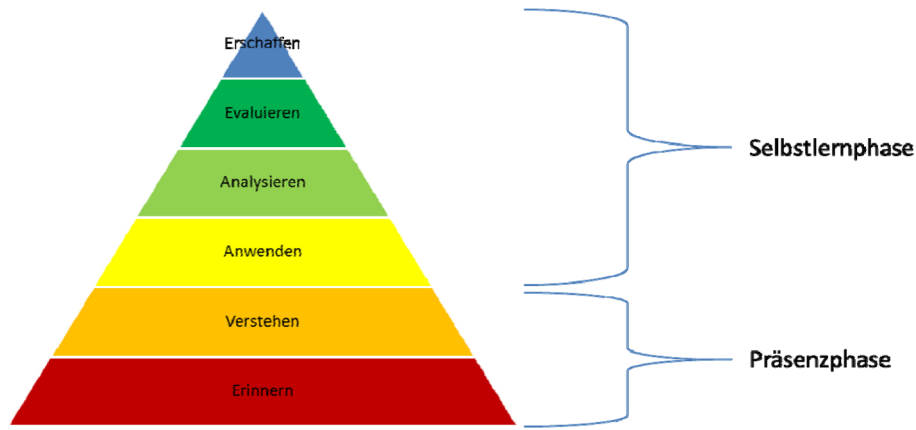 Erschaffen
Evaluieren
Analysieren
Anwenden
Verstehen
Erinnern
Selbstlernphase
Präsenzphase